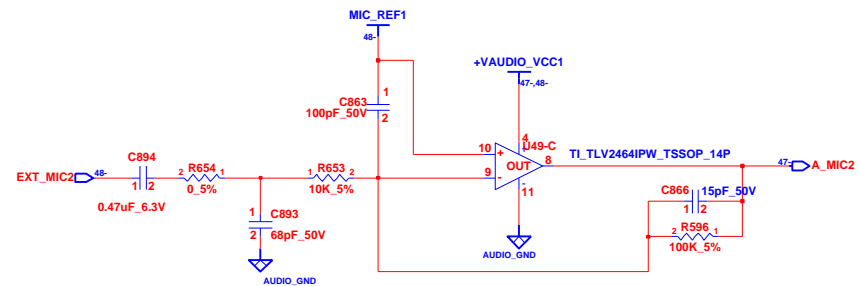 MIC_REF1
48-
+VAUDIO_VCC1
47-,48-
1
C863
100pF_50V
2
4
U49-C
10
+
OUT
8
TI_TLV2464IPW_TSSOP_14P
47-
A_MIC2
9
-
11
C894
EXT_MIC2
48-
1 2
0.47uF_6.3V
2 R654 1
0_5%
1 R653 2
10K_5%
C866
15pF_50V
1 2
2 R596 1
100K_5%
1
C893
2
68pF_50V
AUDIO_GND
AUDIO_GND